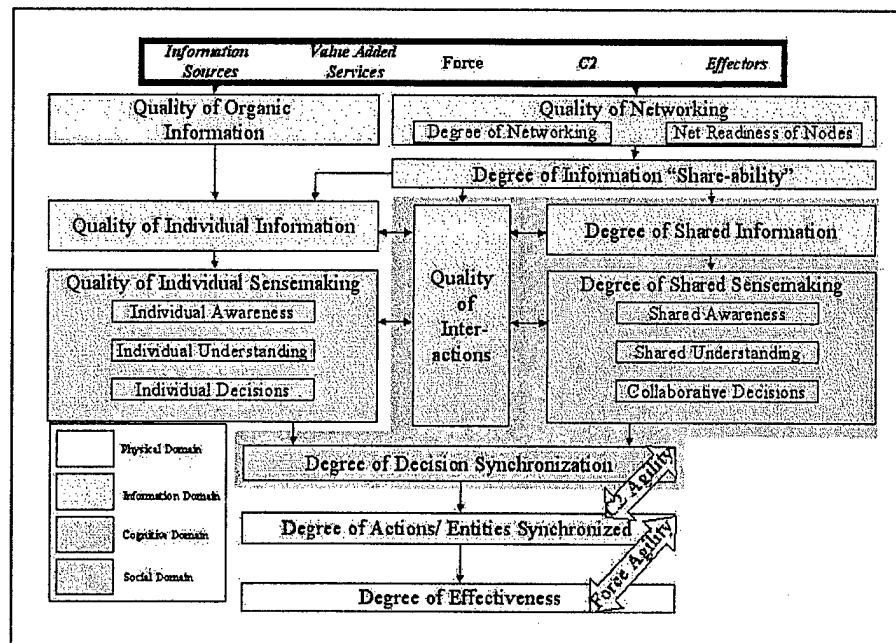 Information Sources
Value Added Services
Force
C2
Effectors
Quality of Organic
Information
Quality of Networking
Degree of Networking
Net Readiness of Nodes
Degree of Information "Share-ability"
Quality of Individual Information
Quality
of
Inter-
actions
Degree of Shared Information
Quality of Individual Sensemaking
Individual Awareness
Individual Understanding
Individual Decisions
Degree of Shared Sensemaking
Shared Awareness
Shared Understanding
Collaborative Decisions
Physical Domain
Information Domain
Cognitive Domain
Social Domain
Degree of Decision Synchronization
C2 Agility
Degree of Actions/ Entities Synchronized
Force Agility
Degree of Effectiveness